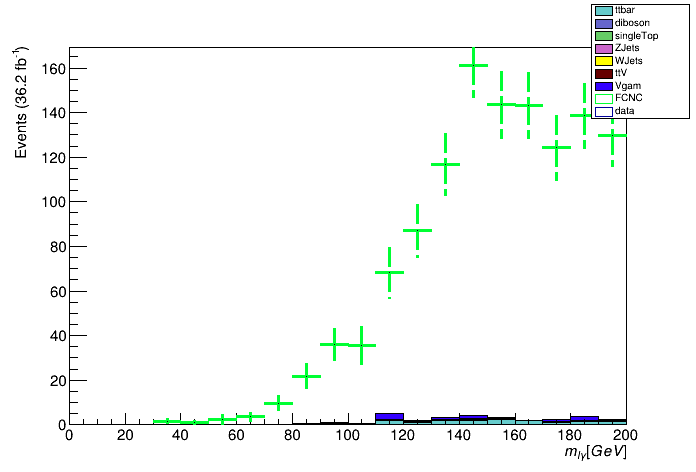 ttbar
diboson
singleTop
ZJets
WJets
ttV
Vgam
FCNC
data
Events (36.2 fb⁻¹)
160
140
120
100
80
60
40
20
0
0 20 40 60 80 100 120 140 160 180 200
m_lγ[GeV]